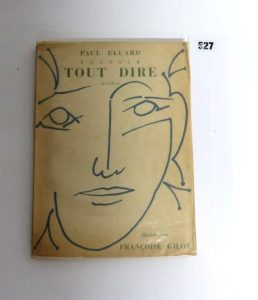 PAUL ELUARD
POUVOIR
TOUT DIRE
FRANÇOISE GILOT
527